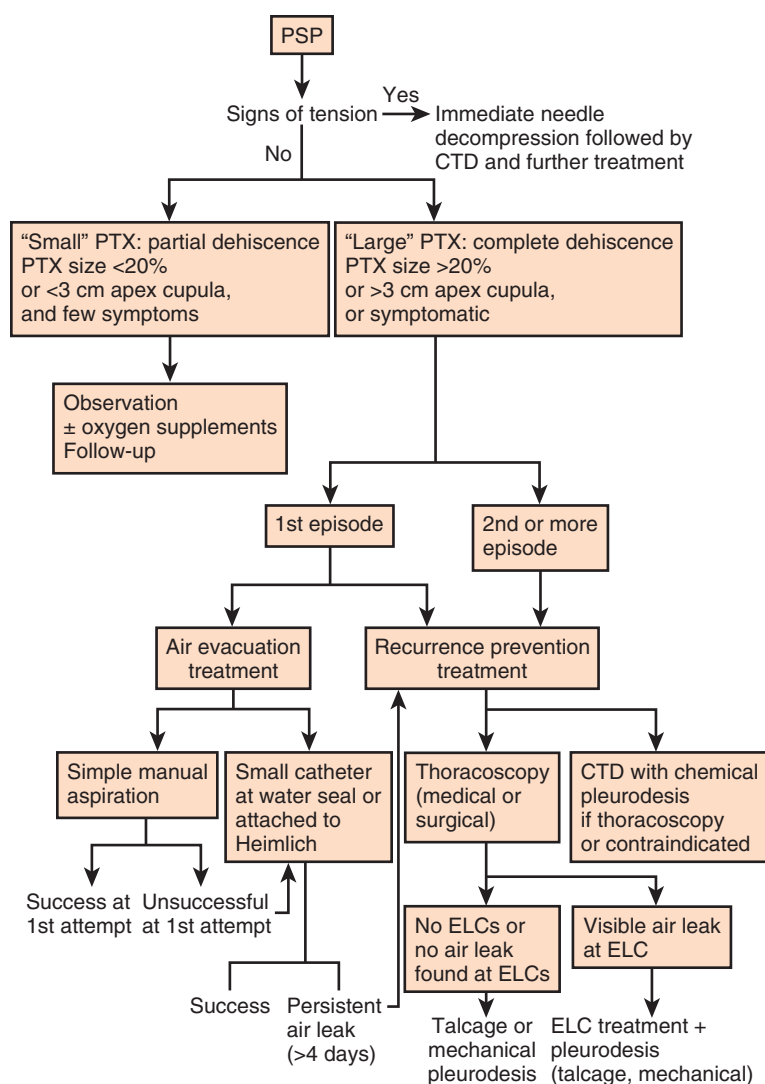 PSP
Signs of tension
Yes
Immediate needle
decompression followed by
CTD and further treatment
No
“Small” PTX: partial dehiscence
PTX size <20%
or <3 cm apex cupula,
and few symptoms
“Large” PTX: complete dehiscence
PTX size >20%
or >3 cm apex cupula,
or symptomatic
Observation
± oxygen supplements
Follow-up
1st episode
2nd or more
episode
Air evacuation
treatment
Recurrence prevention
treatment
Simple manual
aspiration
Small catheter
at water seal or
attached to
Heimlich
Thoracoscopy
(medical or
surgical)
CTD with chemical
pleurodesis
if thoracoscopy
or contraindicated
Success at
1st attempt
Unsuccessful
at 1st attempt
No ELCs or
no air leak
found at ELCs
Visible air leak
at ELC
Success
Persistent
air leak
(>4 days)
Talcage or
mechanical
pleurodesis
ELC treatment +
pleurodesis
(talcage, mechanical)